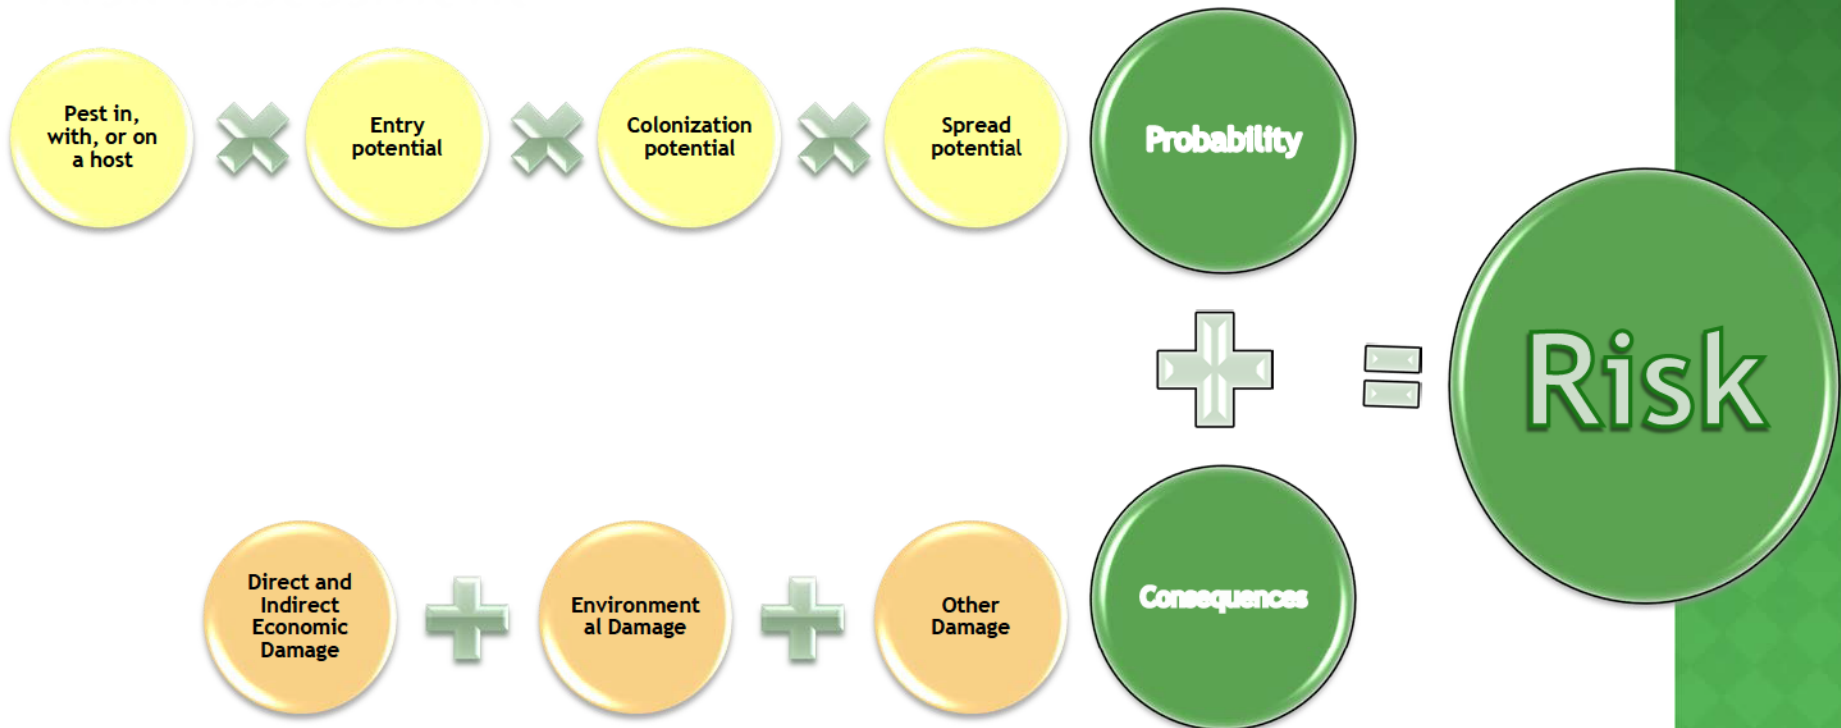 Pest in,
with, or on
a host
Entry
potential
Colonization
potential
Spread
potential
Probability
Risk
Direct and
Indirect
Economic
Damage
Environment
al Damage
Other
Damage
Consequences